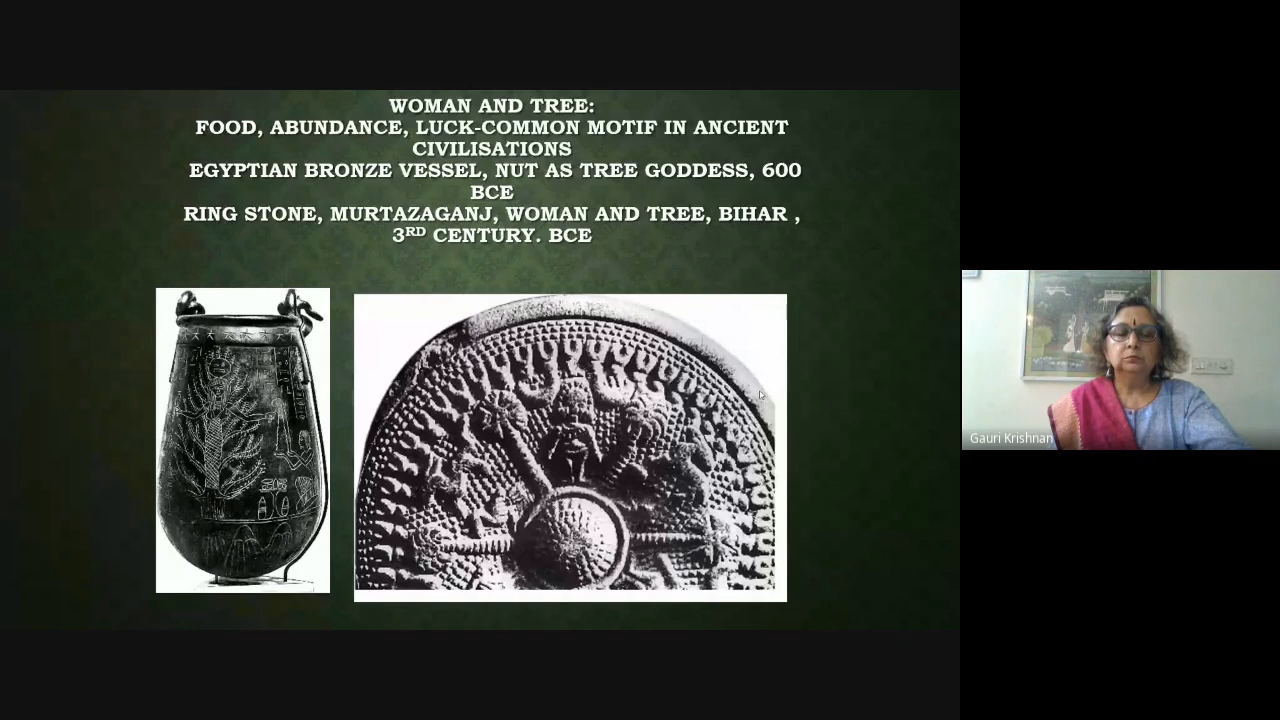 WOMAN AND TREE:
FOOD, ABUNDANCE, LUCK-COMMON MOTIF IN ANCIENT
CIVILISATIONS
EGYPTIAN BRONZE VESSEL, NUT AS TREE GODDESS, 600
BCE
RING STONE, MURTAZAGANJ, WOMAN AND TREE, BIHAR ,
3RD CENTURY. BCE
Gauri Krishnan